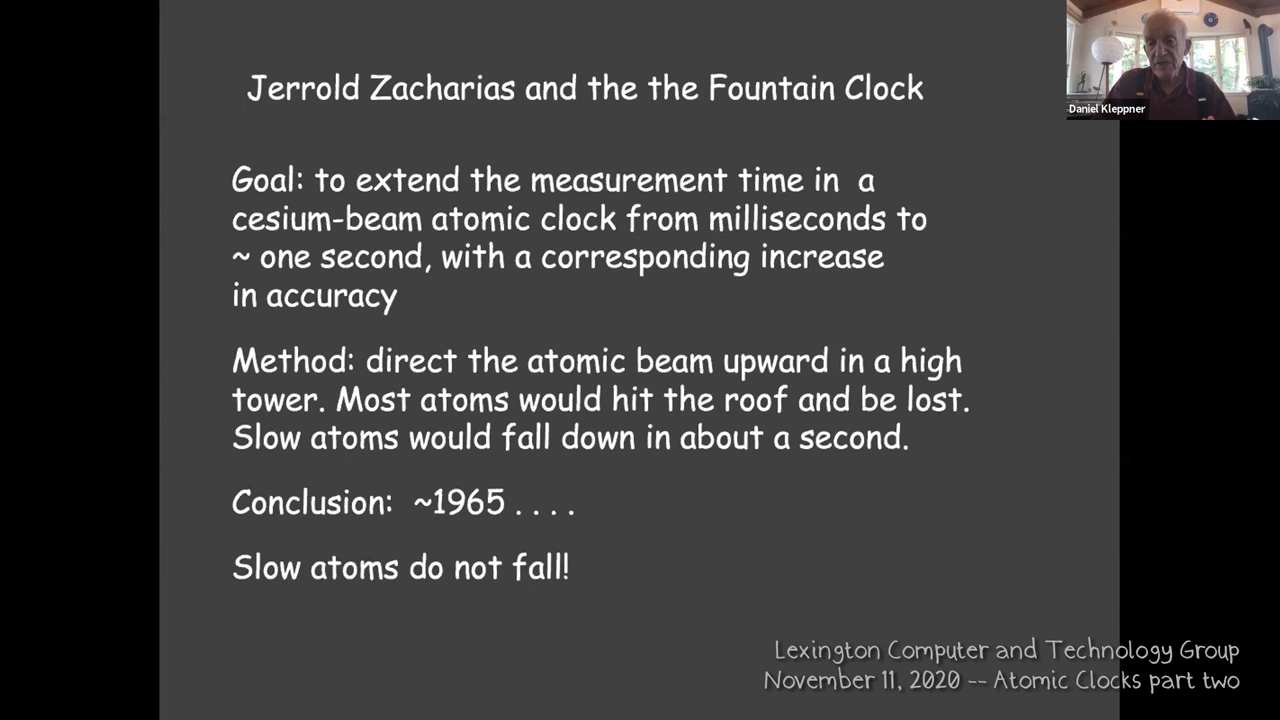 Jerrold Zacharias and the the Fountain Clock
Daniel Kleppner
Goal: to extend the measurement time in a
cesium-beam atomic clock from milliseconds to
~ one second, with a corresponding increase
in accuracy
Method: direct the atomic beam upward in a high
tower. Most atoms would hit the roof and be lost.
Slow atoms would fall down in about a second.
Conclusion: ~1965 . . . .
Slow atoms do not fall!
Lexington Computer and Technology Group
November 11, 2020 -- Atomic Clocks part two